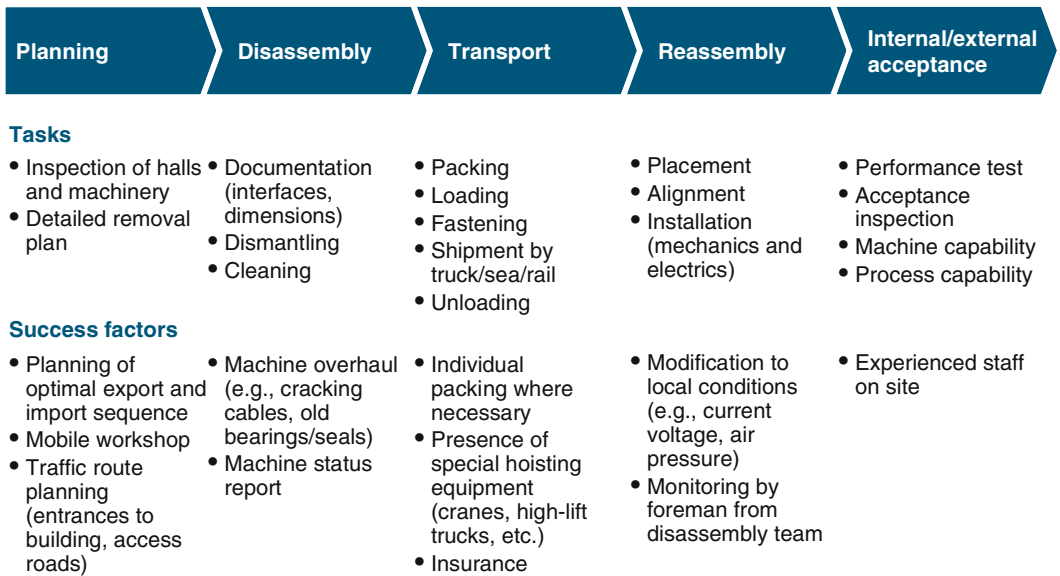 Planning
Disassembly
Transport
Reassembly
Internal/external
acceptance
Tasks
• Inspection of halls
and machinery
• Detailed removal
plan
• Documentation
(interfaces,
dimensions)
• Dismantling
• Cleaning
• Packing
• Loading
• Fastening
• Shipment by
truck/sea/rail
• Unloading
• Placement
• Alignment
• Installation
(mechanics and
electrics)
• Performance test
• Acceptance
inspection
• Machine capability
• Process capability
Success factors
• Planning of
optimal export and
import sequence
• Mobile workshop
• Traffic route
planning
(entrances to
building, access
roads)
• Machine overhaul
(e.g., cracking
cables, old
bearings/seals)
• Machine status
report
• Individual
packing where
necessary
• Presence of
special hoisting
equipment
(cranes, high-lift
trucks, etc.)
• Insurance
• Modification to
local conditions
(e.g., current
voltage, air
pressure)
• Monitoring by
foreman from
disassembly team
• Experienced staff
on site